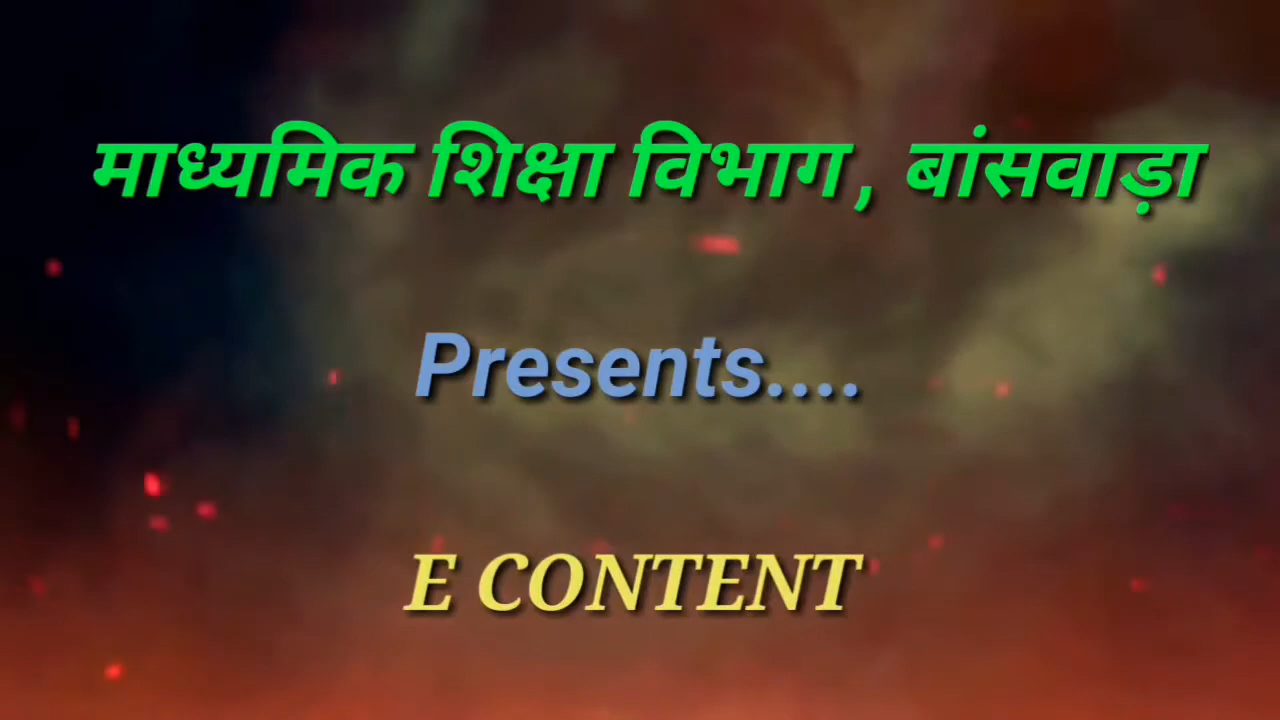 माध्यमिक शिक्षा विभाग , बांसवाड़ा
Presents....
E CONTENT